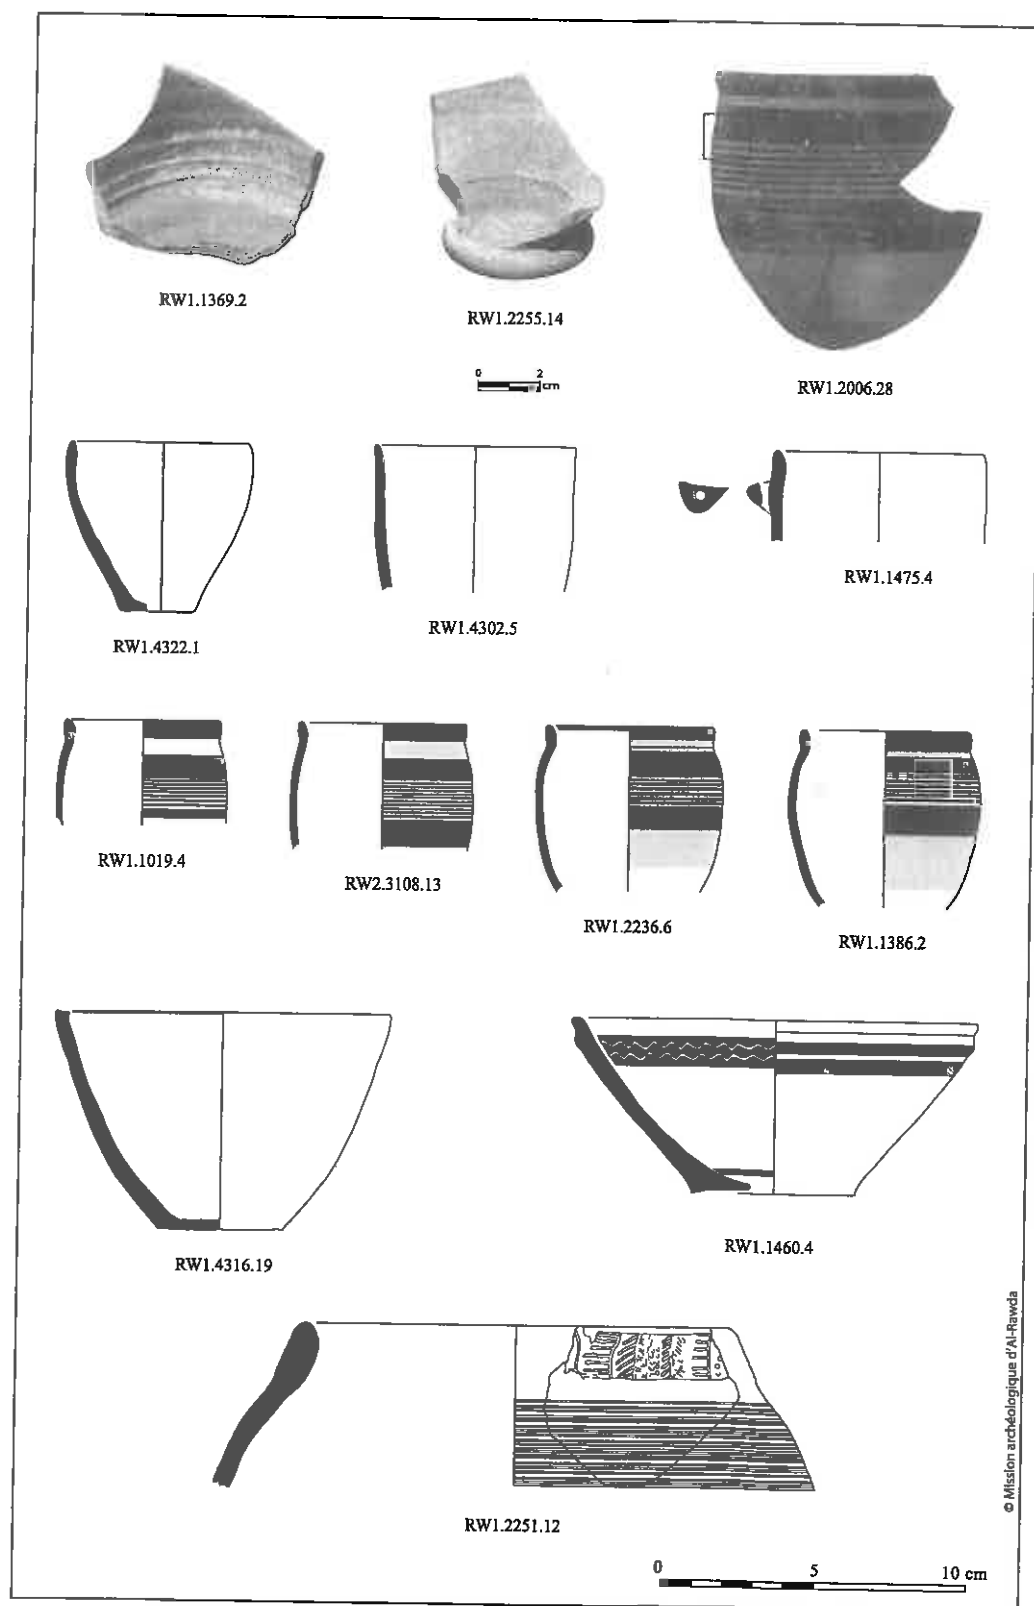 RW1.1369.2
RW1.2255.14
RW1.2006.28
0 2
cm
RW1.4322.1
RW1.4302.5
RW1.1475.4
RW1.1019.4
RW2.3108.13
RW1.2236.6
RW1.1386.2
RW1.4316.19
RW1.1460.4
RW1.2251.12
0 5 10 cm
© Mission archéologique d'Al-Rawda